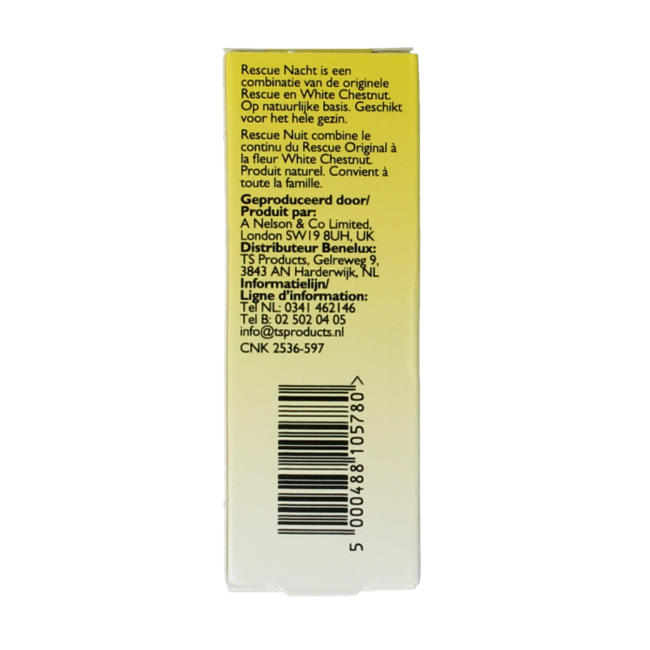 Rescue Nacht is een
combinatie van de originele
Rescue en White Chestnut.
Op natuurlijke basis. Geschikt
voor het hele gezin.
Rescue Nuit combine le
continu du Rescue Original à
la fleur White Chestnut.
Produit naturel. Convient à
toute la famille.
Geproduceerd door/
Produit par:
A Nelson & Co Limited,
London SW19 8UH, UK
Distributeur Benelux:
TS Products, Gelreweg 9,
3843 AN Harderwijk, NL
Informatielijn/
Ligne d'information:
Tel NL: 0341 462146
Tel B: 02 502 04 05
info@tsproducts.nl
CNK 2536-597
5 000488 105780 >